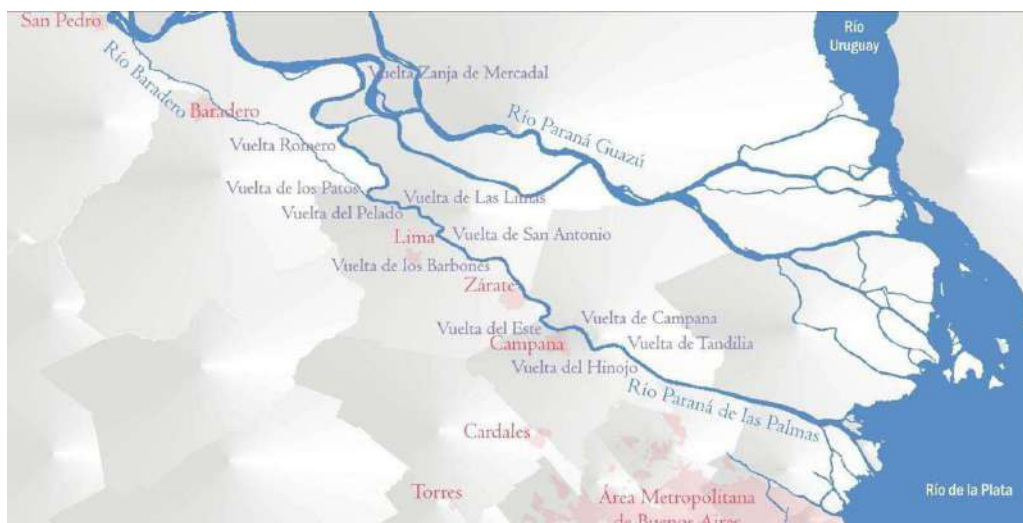 San Pedro
Río
Uruguay
Río Baradero
Vuelta Zanja de Mercadal
Baradero
Río Paraná Guazú
Vuelta Romero
Vuelta de los Patos
Vuelta de Las Limas
Vuelta del Pelado
Lima
Vuelta de San Antonio
Vuelta de los Barbones
Zárate
Vuelta de Campana
Vuelta del Este
Campana
Vuelta de Tandilia
Vuelta del Hinojo
Río Paraná de las Palmas
Cardales
Torres
Área Metropolitana
de Buenos Aires
Río de la Plata